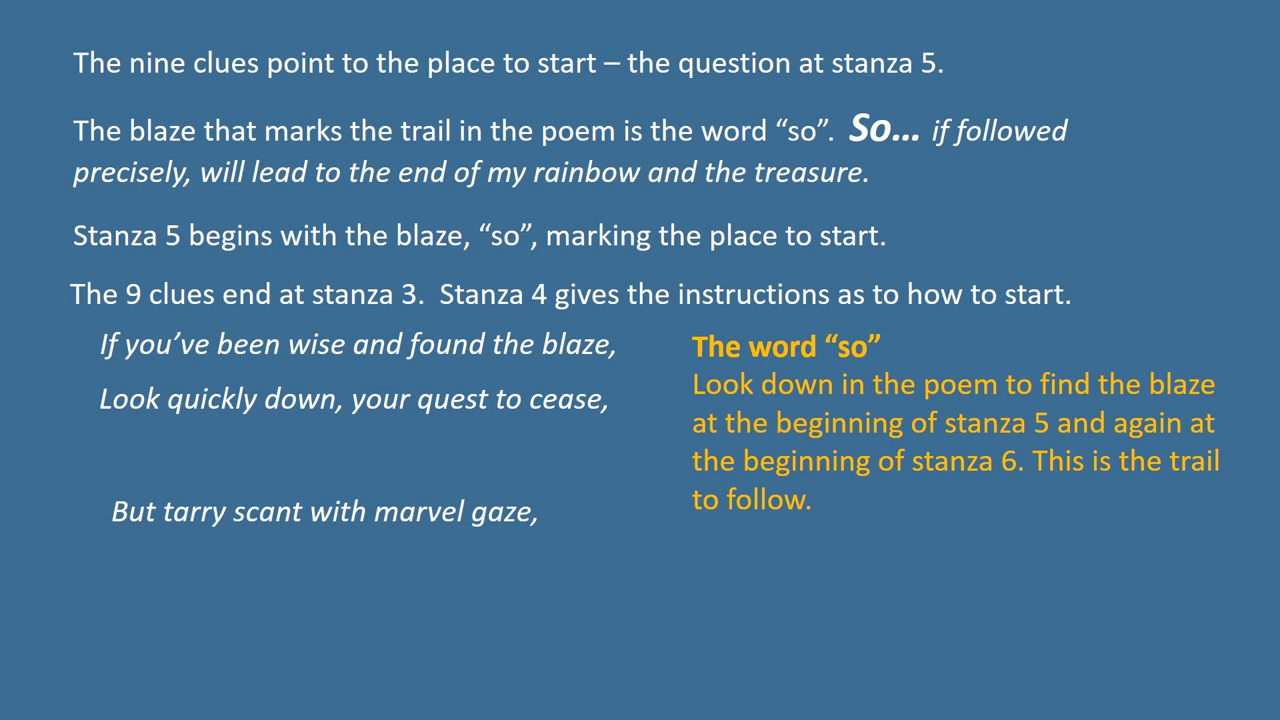 The nine clues point to the place to start – the question at stanza 5.
The blaze that marks the trail in the poem is the word “so”.  So... if followed
precisely, will lead to the end of my rainbow and the treasure.
Stanza 5 begins with the blaze, “so”, marking the place to start.
The 9 clues end at stanza 3.  Stanza 4 gives the instructions as to how to start.
If you’ve been wise and found the blaze,
Look quickly down, your quest to cease,
But tarry scant with marvel gaze,
The word “so”
Look down in the poem to find the blaze
at the beginning of stanza 5 and again at
the beginning of stanza 6. This is the trail
to follow.